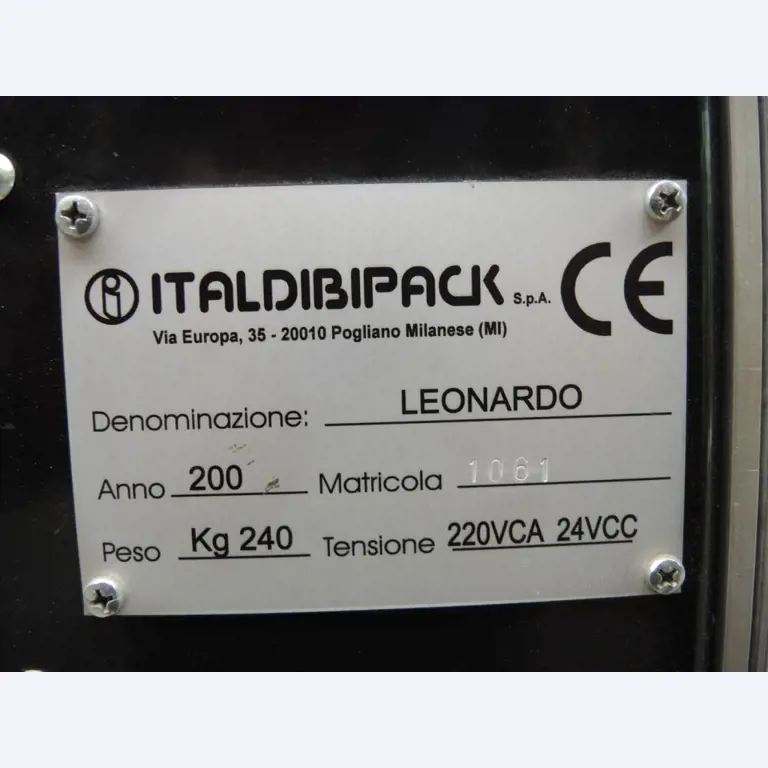 ITALDIBIPACK S.p.A. CE
Via Europa, 35 - 20010 Pogliano Milanese (MI)
Denominazione: LEONARDO
Anno 200 Matricola 1061
Peso Kg 240 Tensione 220VCA 24VCC